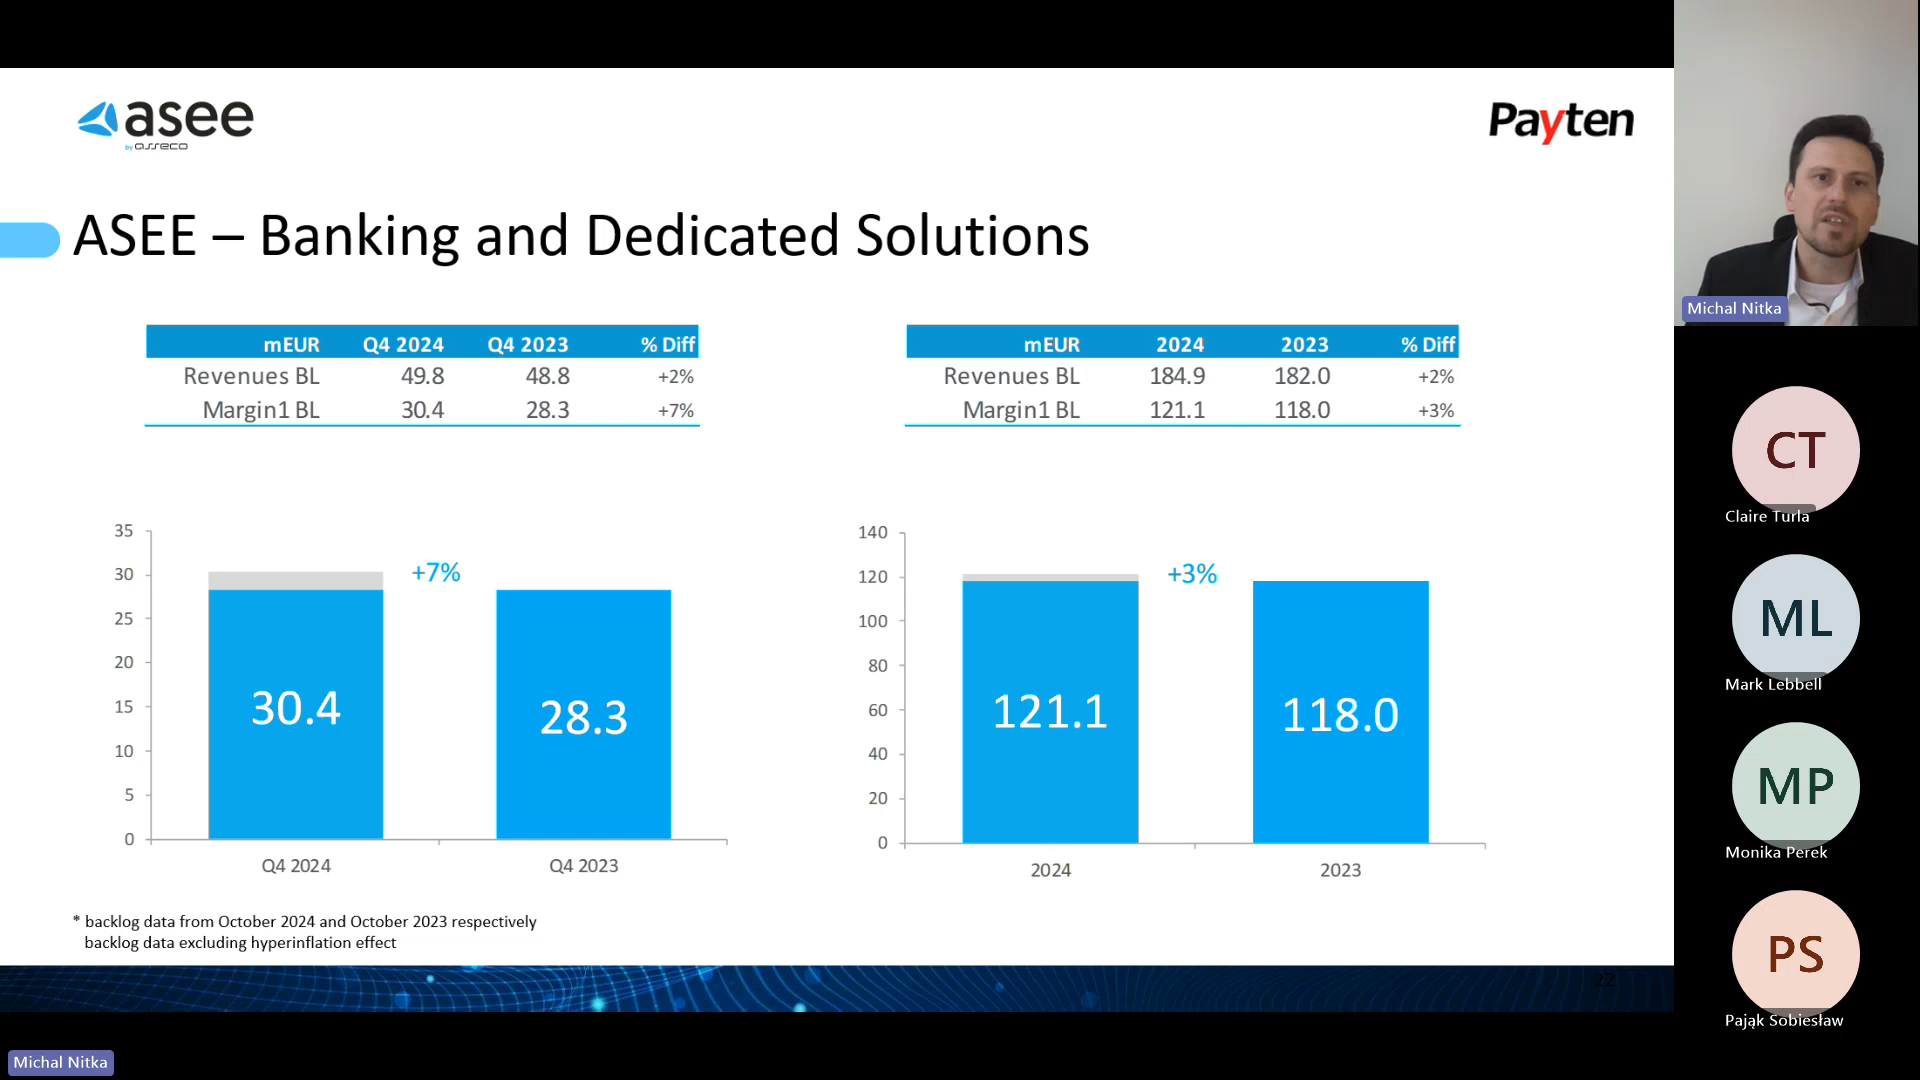 asee
by asseco
Payten
ASEE – Banking and Dedicated Solutions
mEUR Q4 2024 Q4 2023 % Diff
Revenues BL 49.8 48.8 +2%
Margin1 BL 30.4 28.3 +7%
mEUR 2024 2023 % Diff
Revenues BL 184.9 182.0 +2%
Margin1 BL 121.1 118.0 +3%
35
30
25
20
15
10
5
0
+7%
30.4
28.3
Q4 2024
Q4 2023
140
120
100
80
60
40
20
0
+3%
121.1
118.0
2024
2023
* backlog data from October 2024 and October 2023 respectively
backlog data excluding hyperinflation effect
22
Michal Nitka
Michal Nitka
CT
Claire Turla
ML
Mark Lebbell
MP
Monika Perek
PS
Pająk Sobiesław